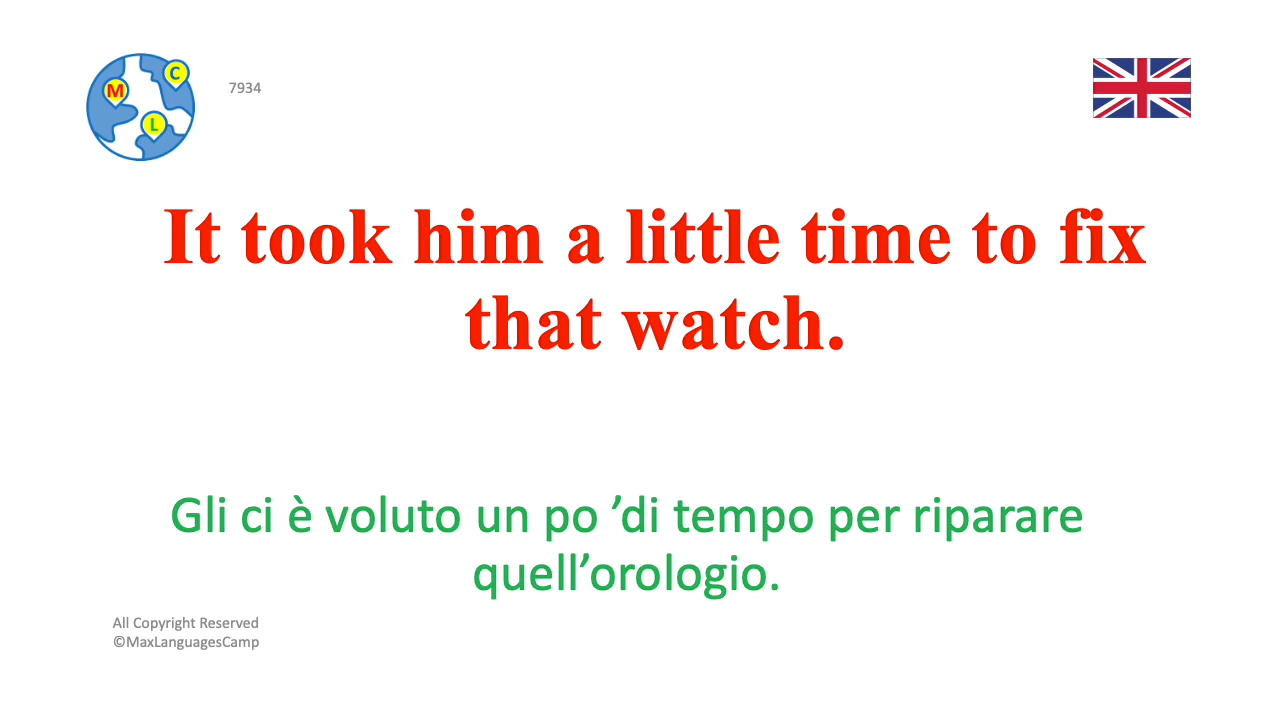 C
M
L
7934
It took him a little time to fix
that watch.
Gli ci è voluto un po ’di tempo per riparare
quell’orologio.
All Copyright Reserved
©MaxLanguagesCamp